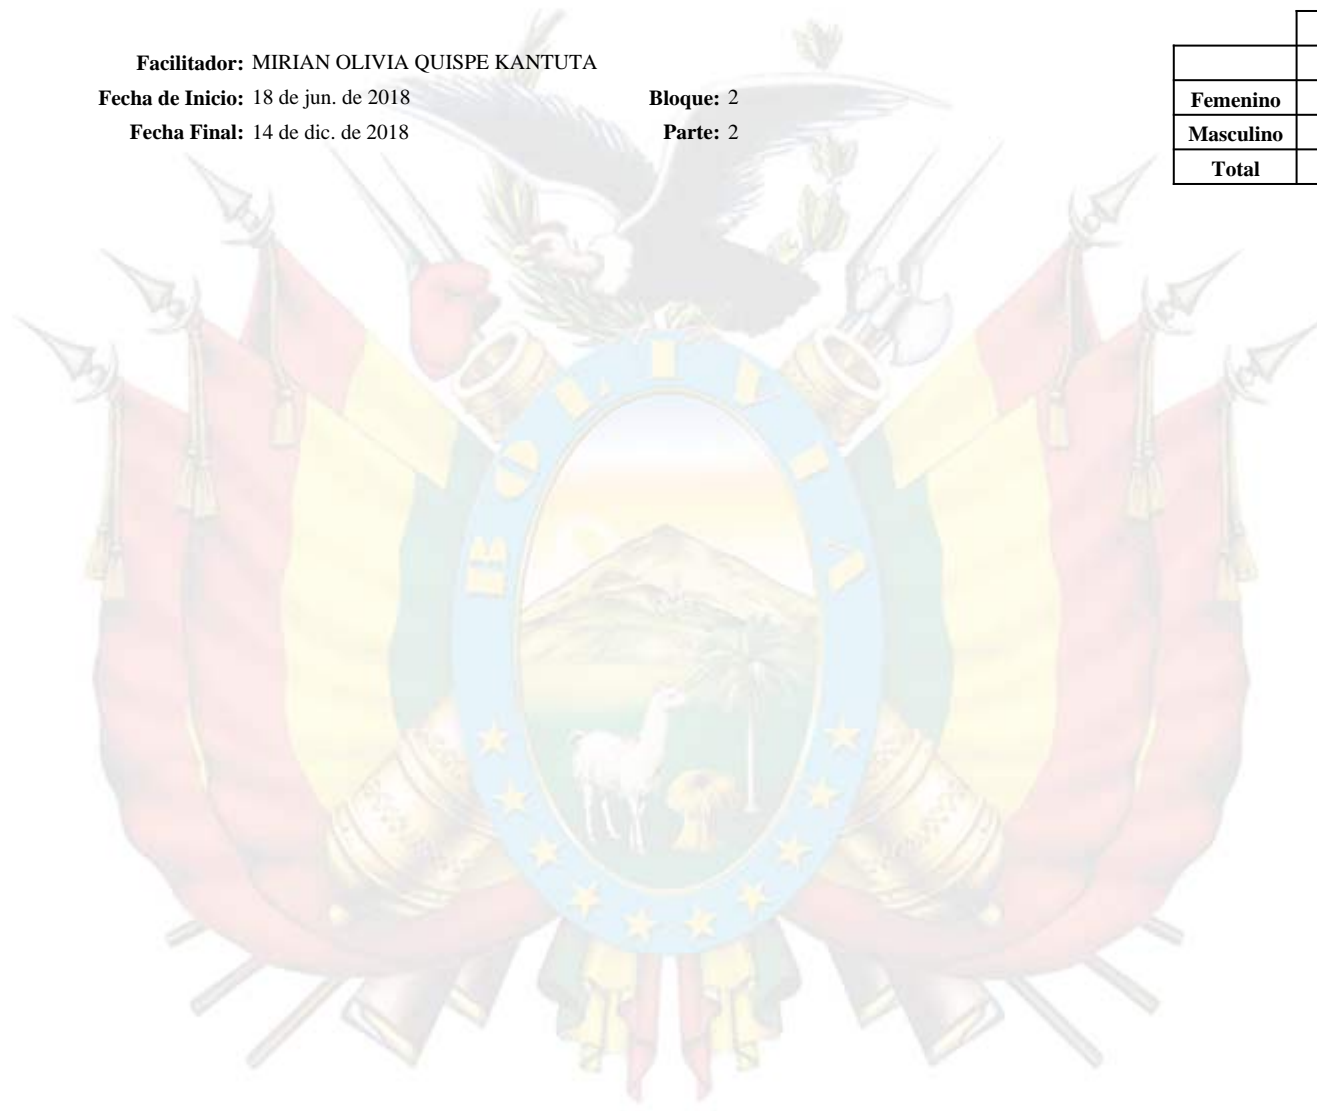 Facilitador: MIRIAN OLIVIA QUISPE KANTUTA
Fecha de Inicio: 18 de jun. de 2018 Bloque: 2
Fecha Final: 14 de dic. de 2018 Parte: 2
Femenino
Masculino
Total
BOLIVIA